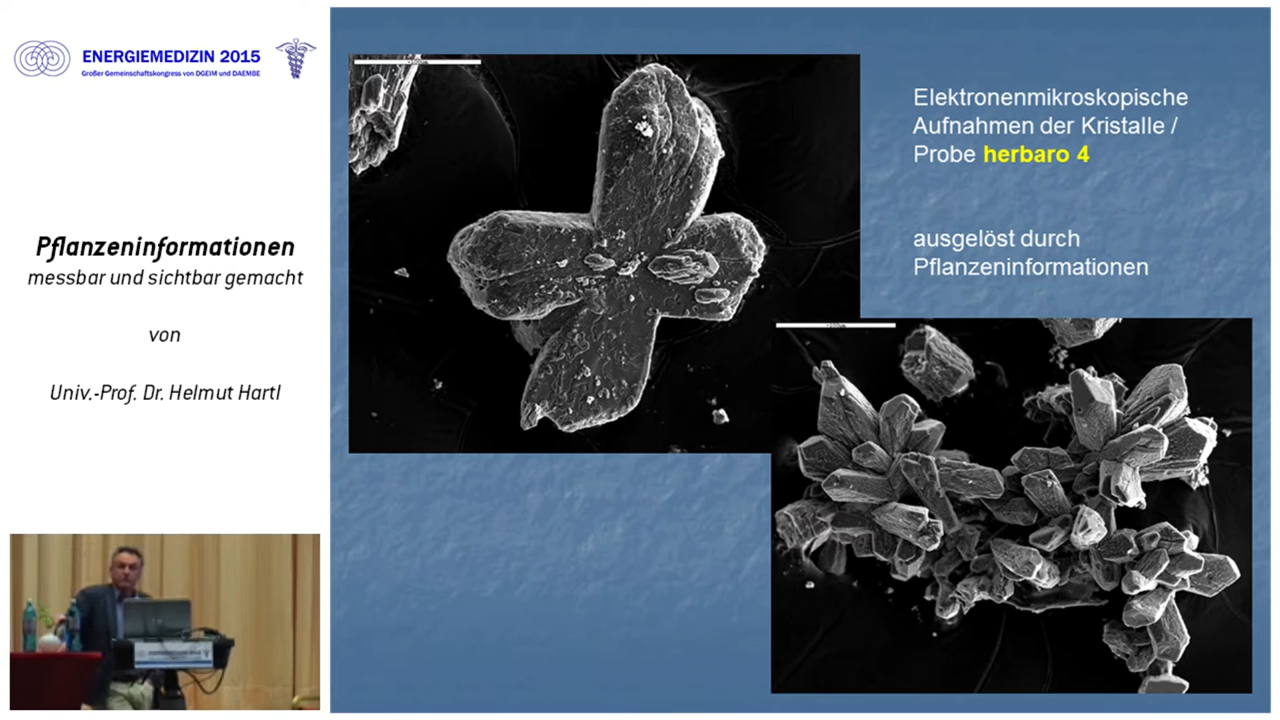 ENERGIEMEDIZIN 2015
Großer Gemeinschaftskongress von DGEIM und DAEMBE
Pflanzeninformationen
messbar und sichtbar gemacht
von
Univ.-Prof. Dr. Helmut Hartl
Elektronenmikroskopische
Aufnahmen der Kristalle /
Probe herbaro 4
ausgelöst durch
Pflanzeninformationen